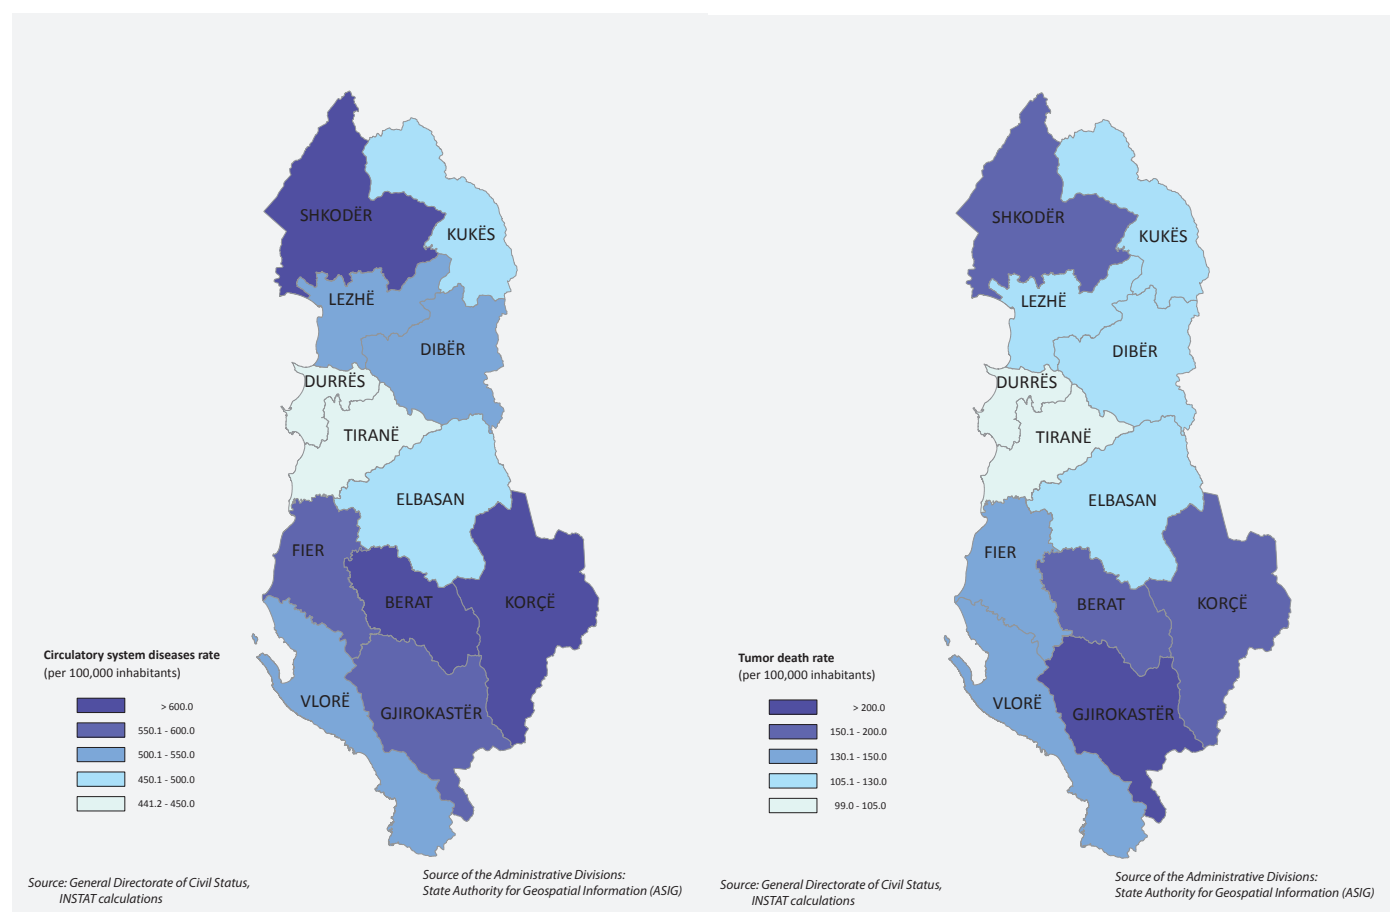 SHKODËR
KUKËS
LEZHË
DIBËR
DURRËS
TIRANË
ELBASAN
FIER
BERAT
KORÇË
VLORË
GJIROKASTËR
Circulatory system diseases rate
(per 100,000 inhabitants)
> 600.0
550.1 - 600.0
500.1 - 550.0
450.1 - 500.0
441.2 - 450.0
Source: General Directorate of Civil Status,
INSTAT calculations
Source of the Administrative Divisions:
State Authority for Geospatial Information (ASIG)
SHKODËR
KUKËS
LEZHË
DIBËR
DURRËS
TIRANË
ELBASAN
FIER
BERAT
KORÇË
VLORË
GJIROKASTËR
Tumor death rate
(per 100,000 inhabitants)
> 200.0
150.1 - 200.0
130.1 - 150.0
105.1 - 130.0
99.0 - 105.0
Source: General Directorate of Civil Status,
INSTAT calculations
Source of the Administrative Divisions:
State Authority for Geospatial Information (ASIG)